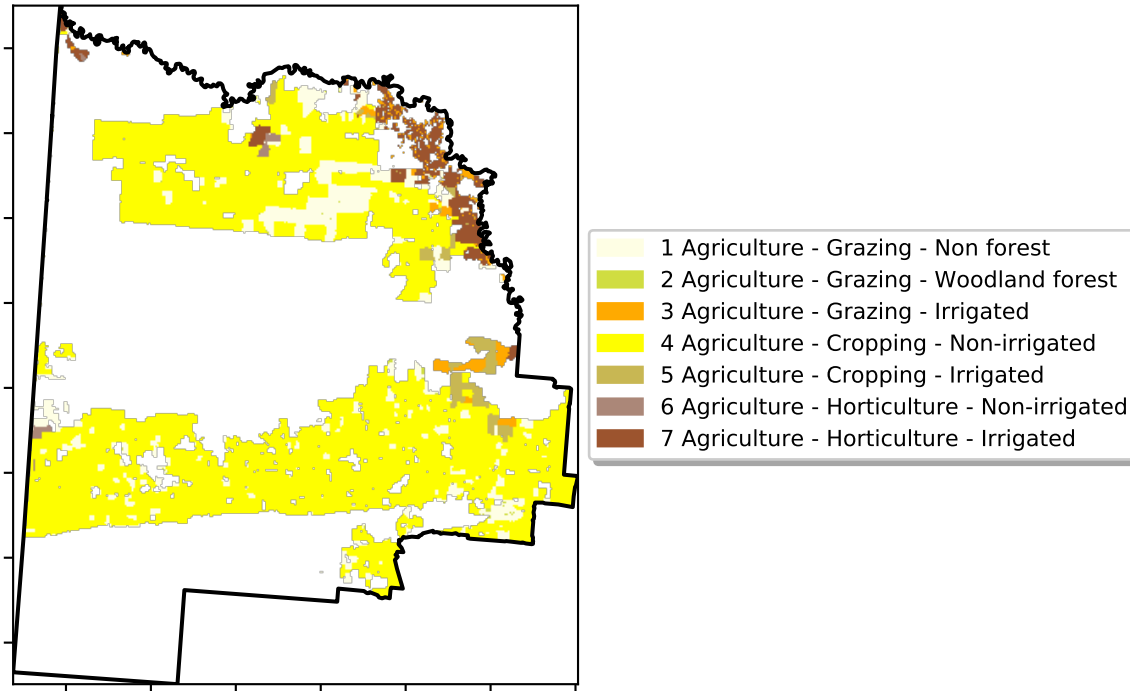 1 Agriculture - Grazing - Non forest
2 Agriculture - Grazing - Woodland forest
3 Agriculture - Grazing - Irrigated
4 Agriculture - Cropping - Non-irrigated
5 Agriculture - Cropping - Irrigated
6 Agriculture - Horticulture - Non-irrigated
7 Agriculture - Horticulture - Irrigated